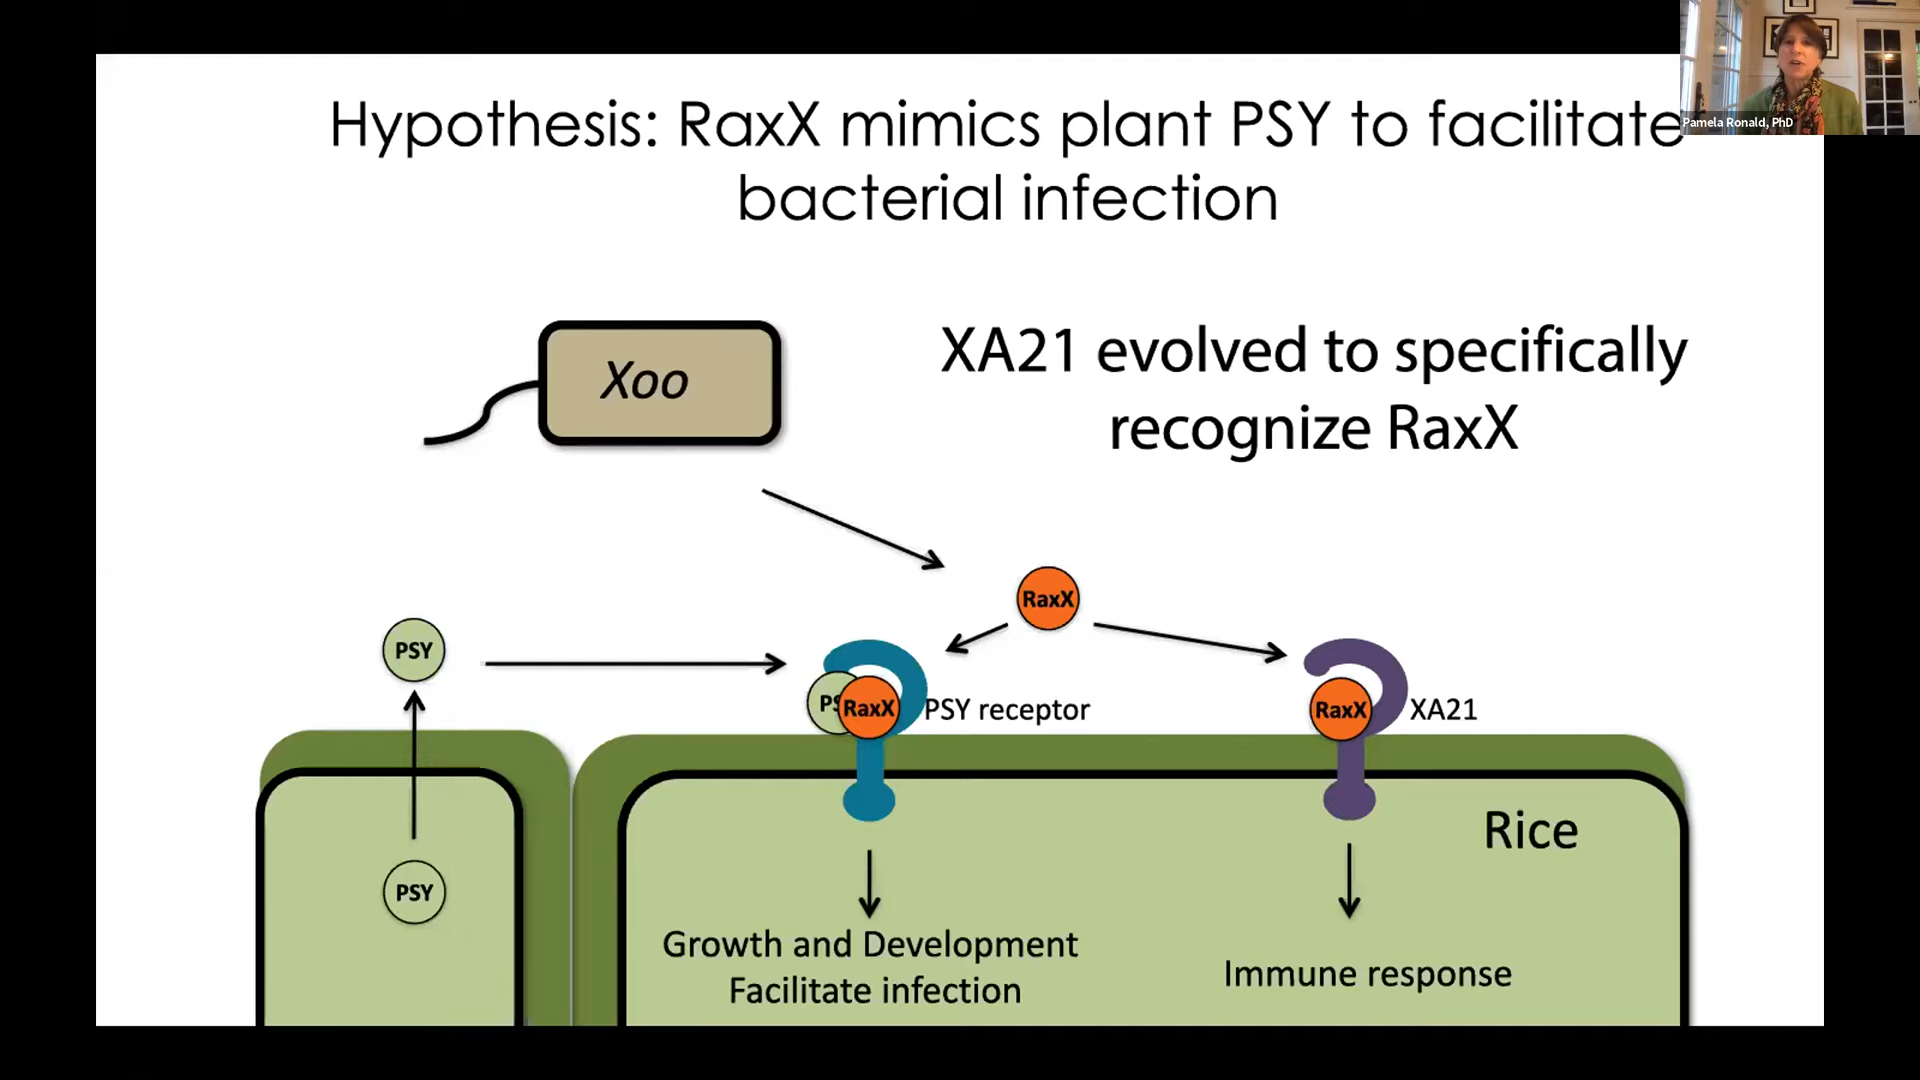 Hypothesis: RaxX mimics plant PSY to facilitate
bacterial infection
Pamela Ronald, PhD
Xoo
XA21 evolved to specifically
recognize RaxX
RaxX
PSY
PS
RaxX
PSY receptor
RaxX
XA21
Rice
PSY
Growth and Development
Facilitate infection
Immune response